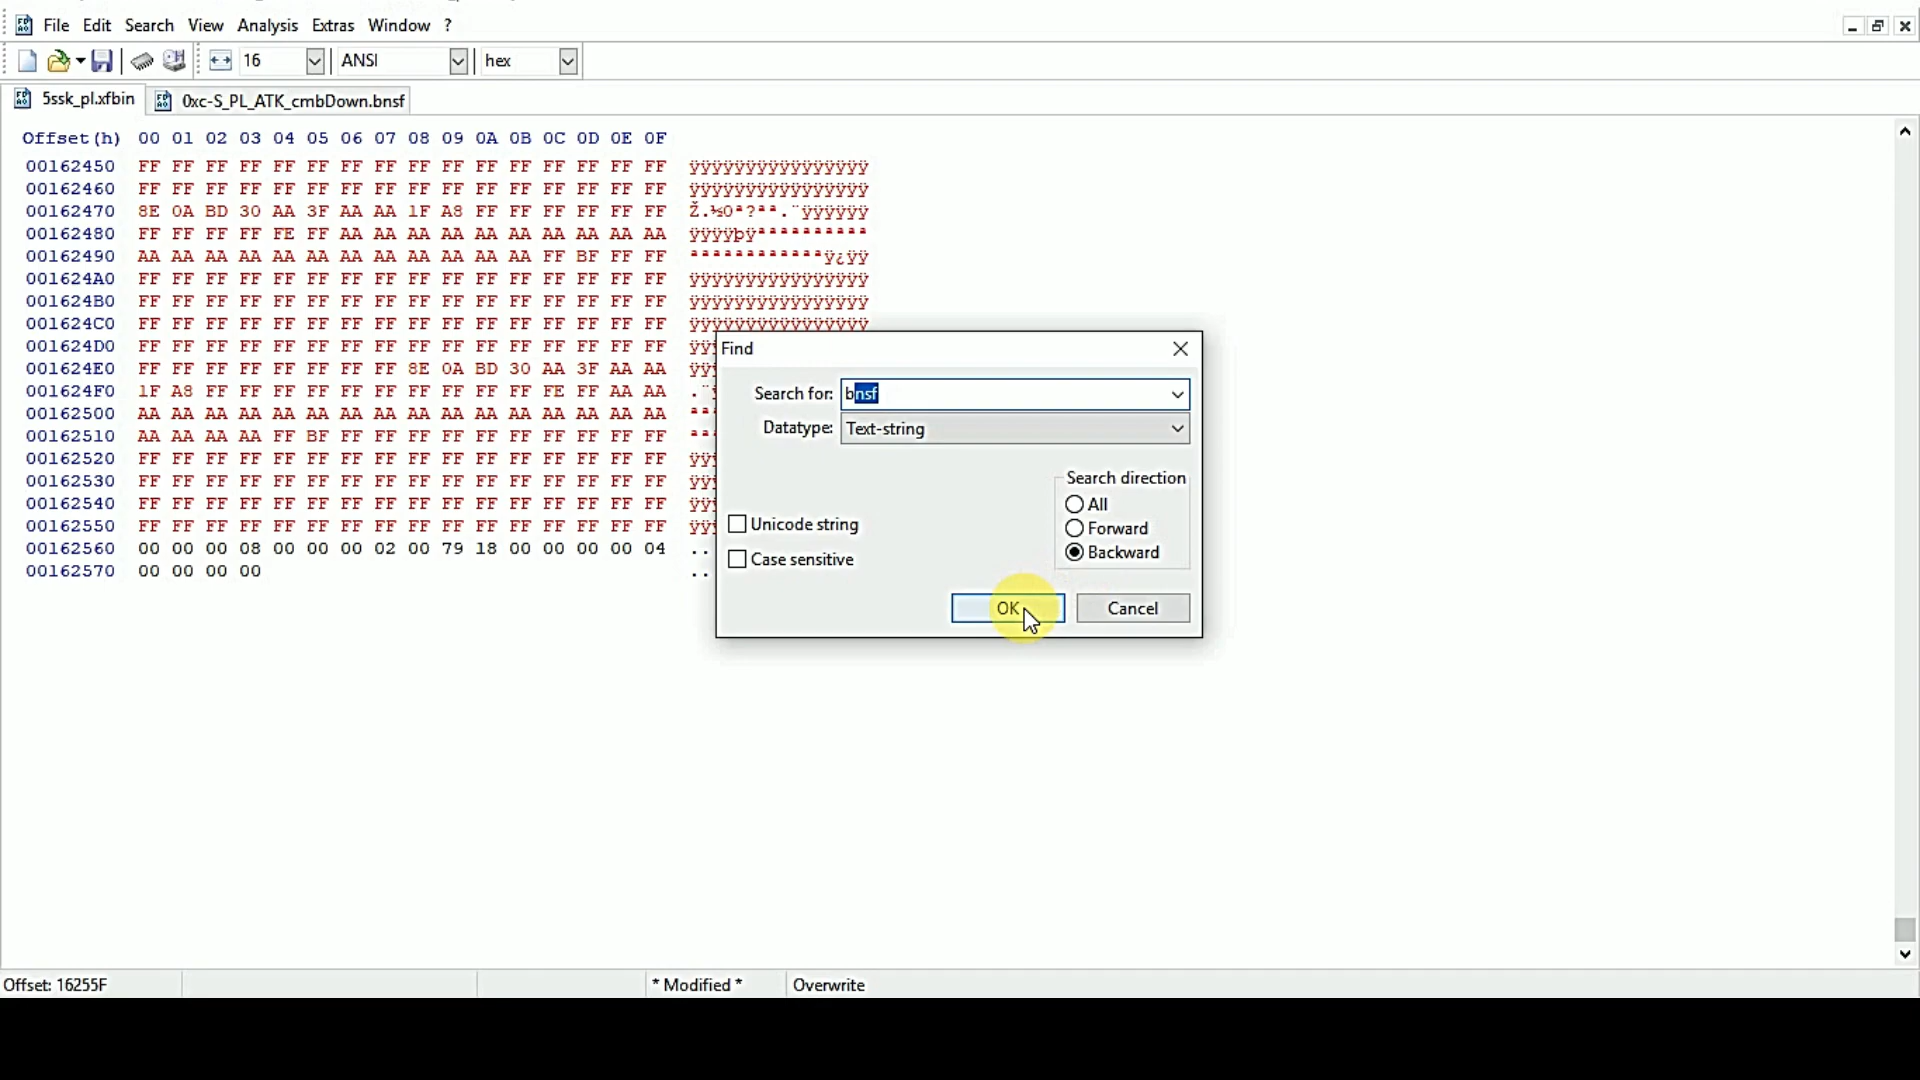 File Edit Search View Analysis Extras Window ?
16 ANSI hex
5ssk_pl.xfbin 0xc-S_PL_ATK_cmbDown.bnsf
Offset(h) 00 01 02 03 04 05 06 07 08 09 0A 0B 0C 0D 0E 0F
00162450 FF FF FF FF FF FF FF FF FF FF FF FF FF FF FF FF ÿÿÿÿÿÿÿÿÿÿÿÿÿÿÿÿ
00162460 FF FF FF FF FF FF FF FF FF FF FF FF FF FF FF FF ÿÿÿÿÿÿÿÿÿÿÿÿÿÿÿÿ
00162470 8E 0A BD 30 AA 3F AA AA 1F A8 FF FF FF FF FF FF Ž.½0ª?ªª.¨ÿÿÿÿÿÿ
00162480 FF FF FF FF FE FF AA AA AA AA AA AA AA AA AA AA ÿÿÿÿþÿªªªªªªªªªª
00162490 AA AA AA AA AA AA AA AA AA AA AA AA FF BF FF FF ªªªªªªªªªªªªÿ¿ÿÿ
001624A0 FF FF FF FF FF FF FF FF FF FF FF FF FF FF FF FF ÿÿÿÿÿÿÿÿÿÿÿÿÿÿÿÿ
001624B0 FF FF FF FF FF FF FF FF FF FF FF FF FF FF FF FF ÿÿÿÿÿÿÿÿÿÿÿÿÿÿÿÿ
001624C0 FF FF FF FF FF FF FF FF FF FF FF FF FF FF FF FF ÿÿÿÿÿÿÿÿÿÿÿÿÿÿÿÿ
001624D0 FF FF FF FF FF FF FF FF FF FF FF FF FF FF FF FF ÿÿ
001624E0 FF FF FF FF FF FF FF FF 8E 0A BD 30 AA 3F AA AA ÿÿ
001624F0 1F A8 FF FF FF FF FF FF FF FF FF FF FE FF AA AA .¨
00162500 AA AA AA AA AA AA AA AA AA AA AA AA AA AA AA AA ªª
00162510 AA AA AA AA FF BF FF FF FF FF FF FF FF FF FF FF ªª
00162520 FF FF FF FF FF FF FF FF FF FF FF FF FF FF FF FF ÿÿ
00162530 FF FF FF FF FF FF FF FF FF FF FF FF FF FF FF FF ÿÿ
00162540 FF FF FF FF FF FF FF FF FF FF FF FF FF FF FF FF ÿÿ
00162550 FF FF FF FF FF FF FF FF FF FF FF FF FF FF FF FF ÿÿ
00162560 00 00 00 08 00 00 00 02 00 79 18 00 00 00 00 04 ..
00162570 00 00 00 00 ..
Find
Search for: bnsf
Datatype: Text-string
Search direction
All
Unicode string Forward
Case sensitive Backward
OK Cancel
Offset: 16255F * Modified * Overwrite